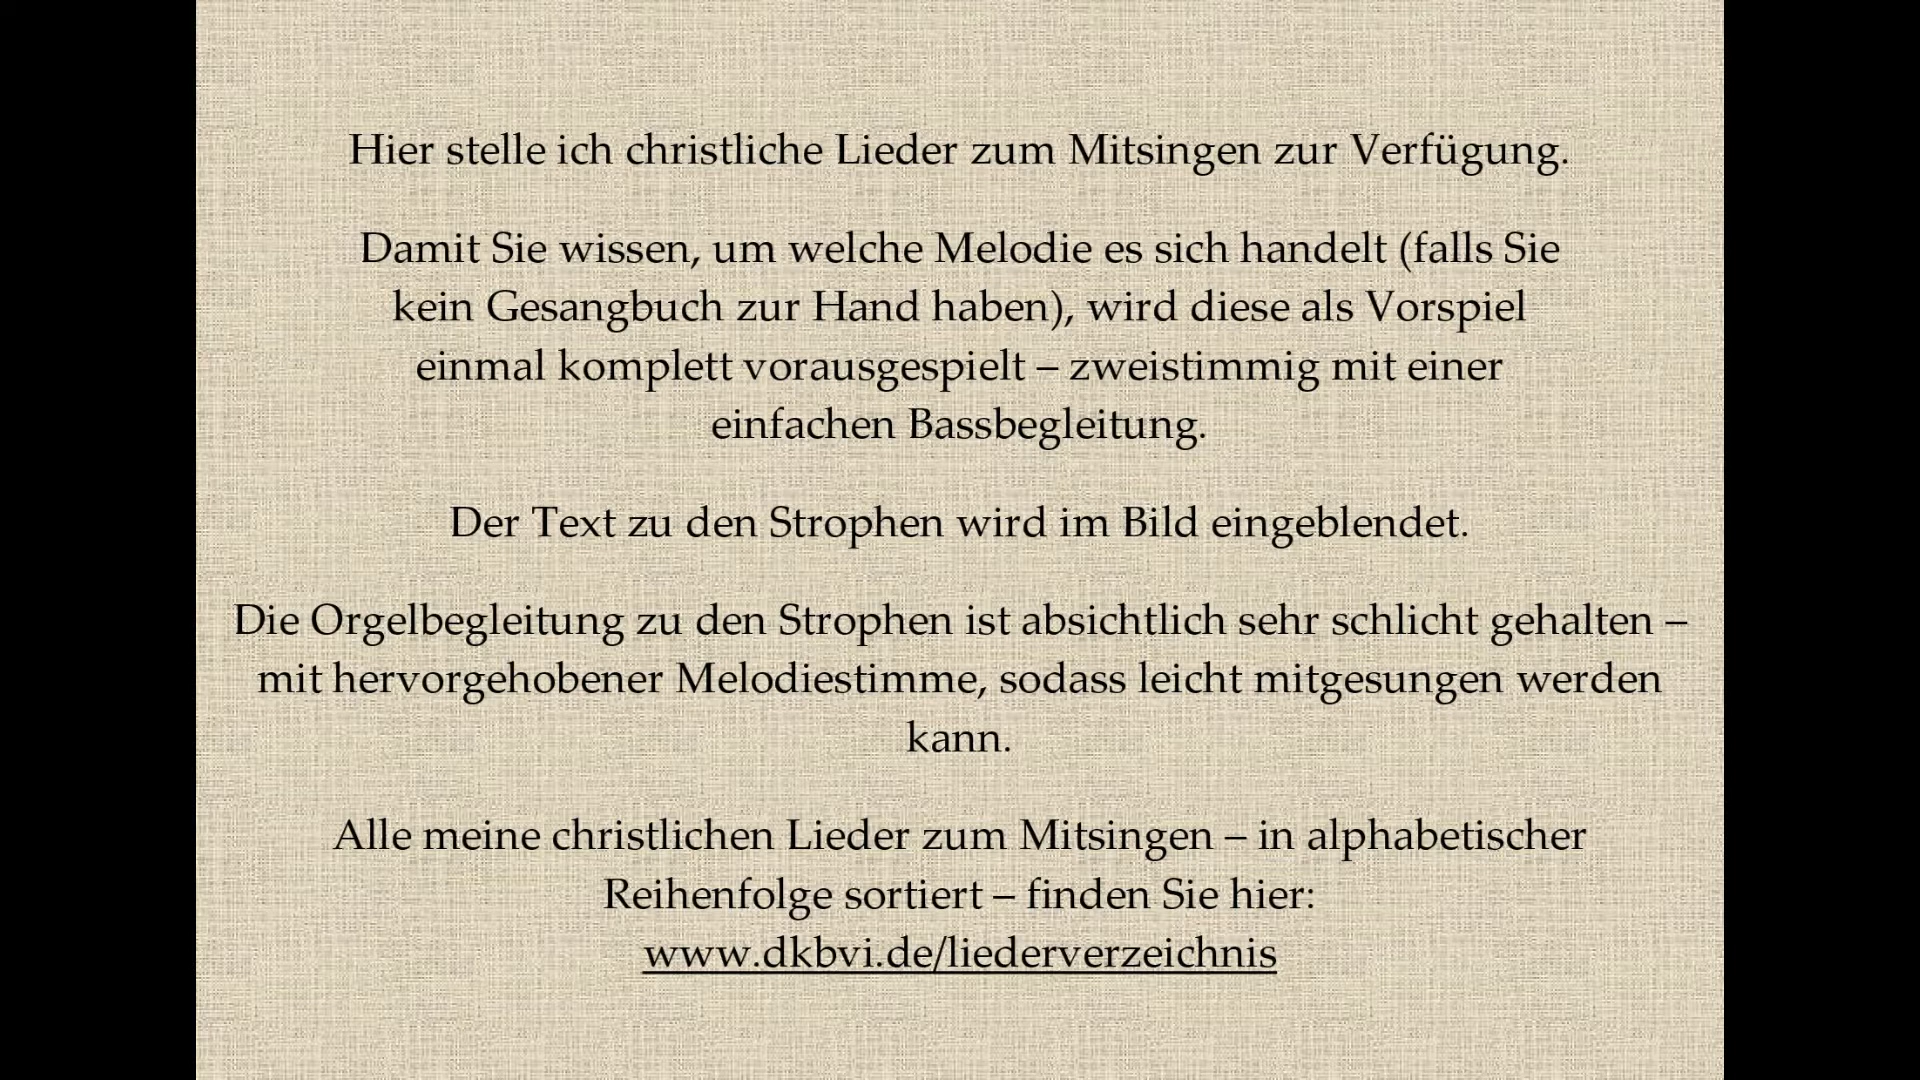 Hier stelle ich christliche Lieder zum Mitsingen zur Verfügung.
Damit Sie wissen, um welche Melodie es sich handelt (falls Sie
kein Gesangbuch zur Hand haben), wird diese als Vorspiel
einmal komplett vorausgespielt – zweistimmig mit einer
einfachen Bassbegleitung.
Der Text zu den Strophen wird im Bild eingeblendet.
Die Orgelbegleitung zu den Strophen ist absichtlich sehr schlicht gehalten –
mit hervorgehobener Melodiestimme, sodass leicht mitgesungen werden
kann.
Alle meine christlichen Lieder zum Mitsingen – in alphabetischer
Reihenfolge sortiert – finden Sie hier:
www.dkbvi.de/liederverzeichnis